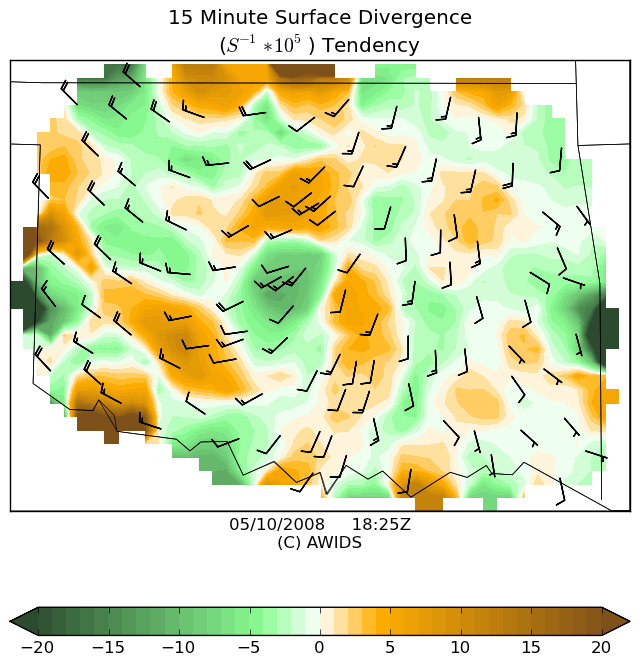 15 Minute Surface Divergence
(S⁻¹ *10⁵ ) Tendency
05/10/2008 18:25Z
(C) AWIDS
−20 −15 −10 −5 0 5 10 15 20